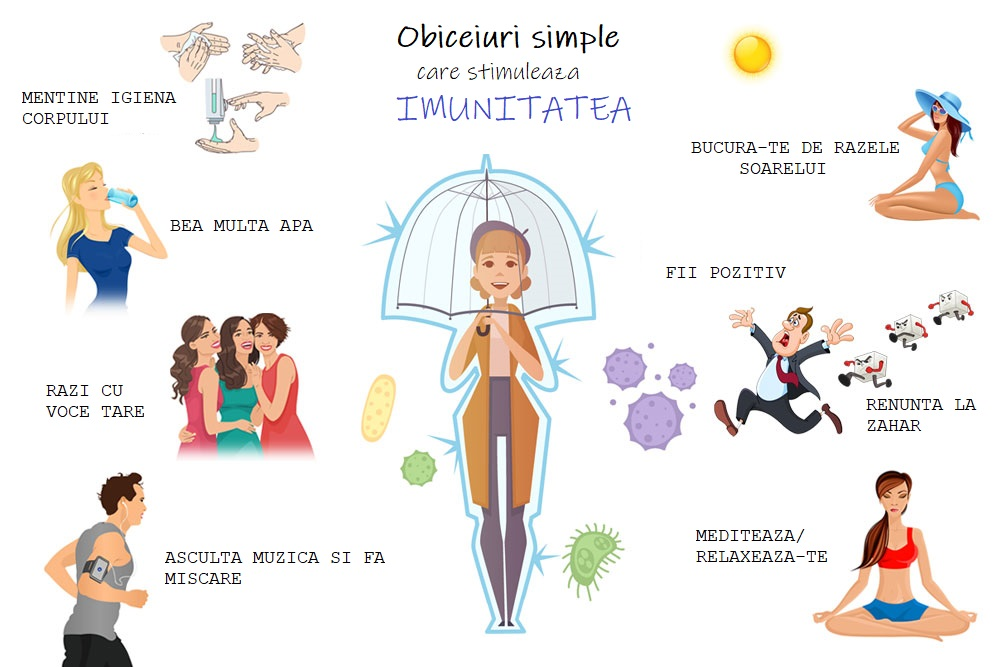 Obiceiuri simple
care stimuleaza
IMUNITATEA
MENTINE IGIENA
CORPULUI
BEA MULTA APA
RAZI CU
VOCE TARE
ASCULTA MUZICA SI FA
MISCARE
BUCURA-TE DE RAZELE
SOARELUI
FII POZITIV
RENUNTA LA
ZAHAR
MEDITEAZA/
RELAXEAZA-TE